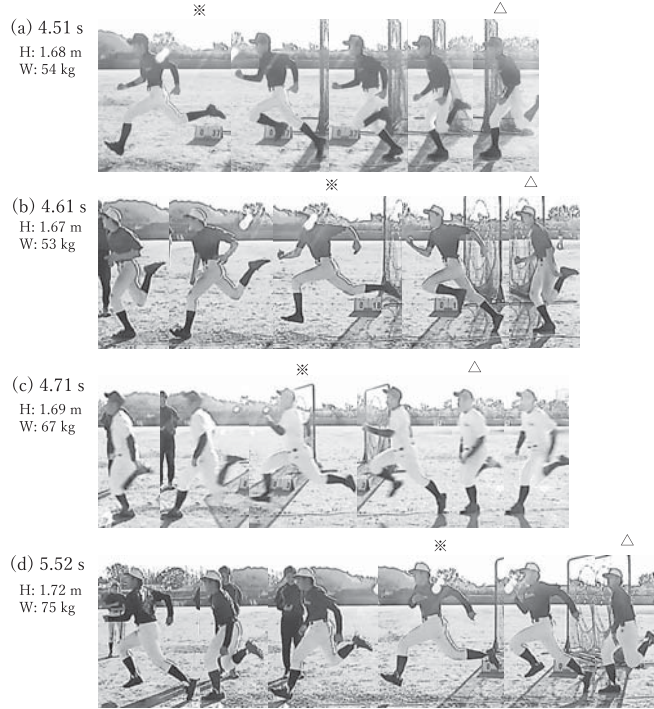 ※ △
(a) 4.51 s
H: 1.68 m
W: 54 kg
※ △
(b) 4.61 s
H: 1.67 m
W: 53 kg
※ △
(c) 4.71 s
H: 1.69 m
W: 67 kg
※ △
(d) 5.52 s
H: 1.72 m
W: 75 kg